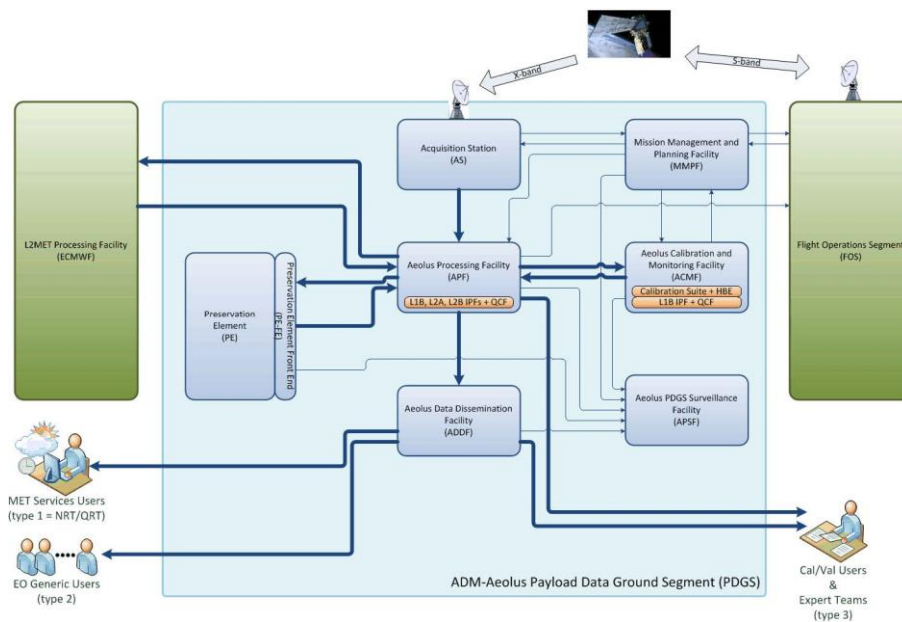 X-band
S-band
Acquisition Station
(AS)
Mission Management and
Planning Facility
(MMPF)
L2MET Processing Facility
(ECMWF)
Flight Operations Segment
(FOS)
Aeolus Processing Facility
(APF)
L1B, L2A, L2B IPFs + QCF
Aeolus Calibration and
Monitoring Facility
(ACMF)
Calibration Suite + HBE
L1B IPF + QCF
Preservation
Element
(PE)
Preservation Element Front End
(PE-FE)
Aeolus Data Dissemination
Facility
(ADDF)
Aeolus PDGS Surveillance
Facility
(APSF)
MET Services Users
(type 1 = NRT/QRT)
EO Generic Users
(type 2)
ADM-Aeolus Payload Data Ground Segment (PDGS)
Cal/Val Users
&
Expert Teams
(type 3)